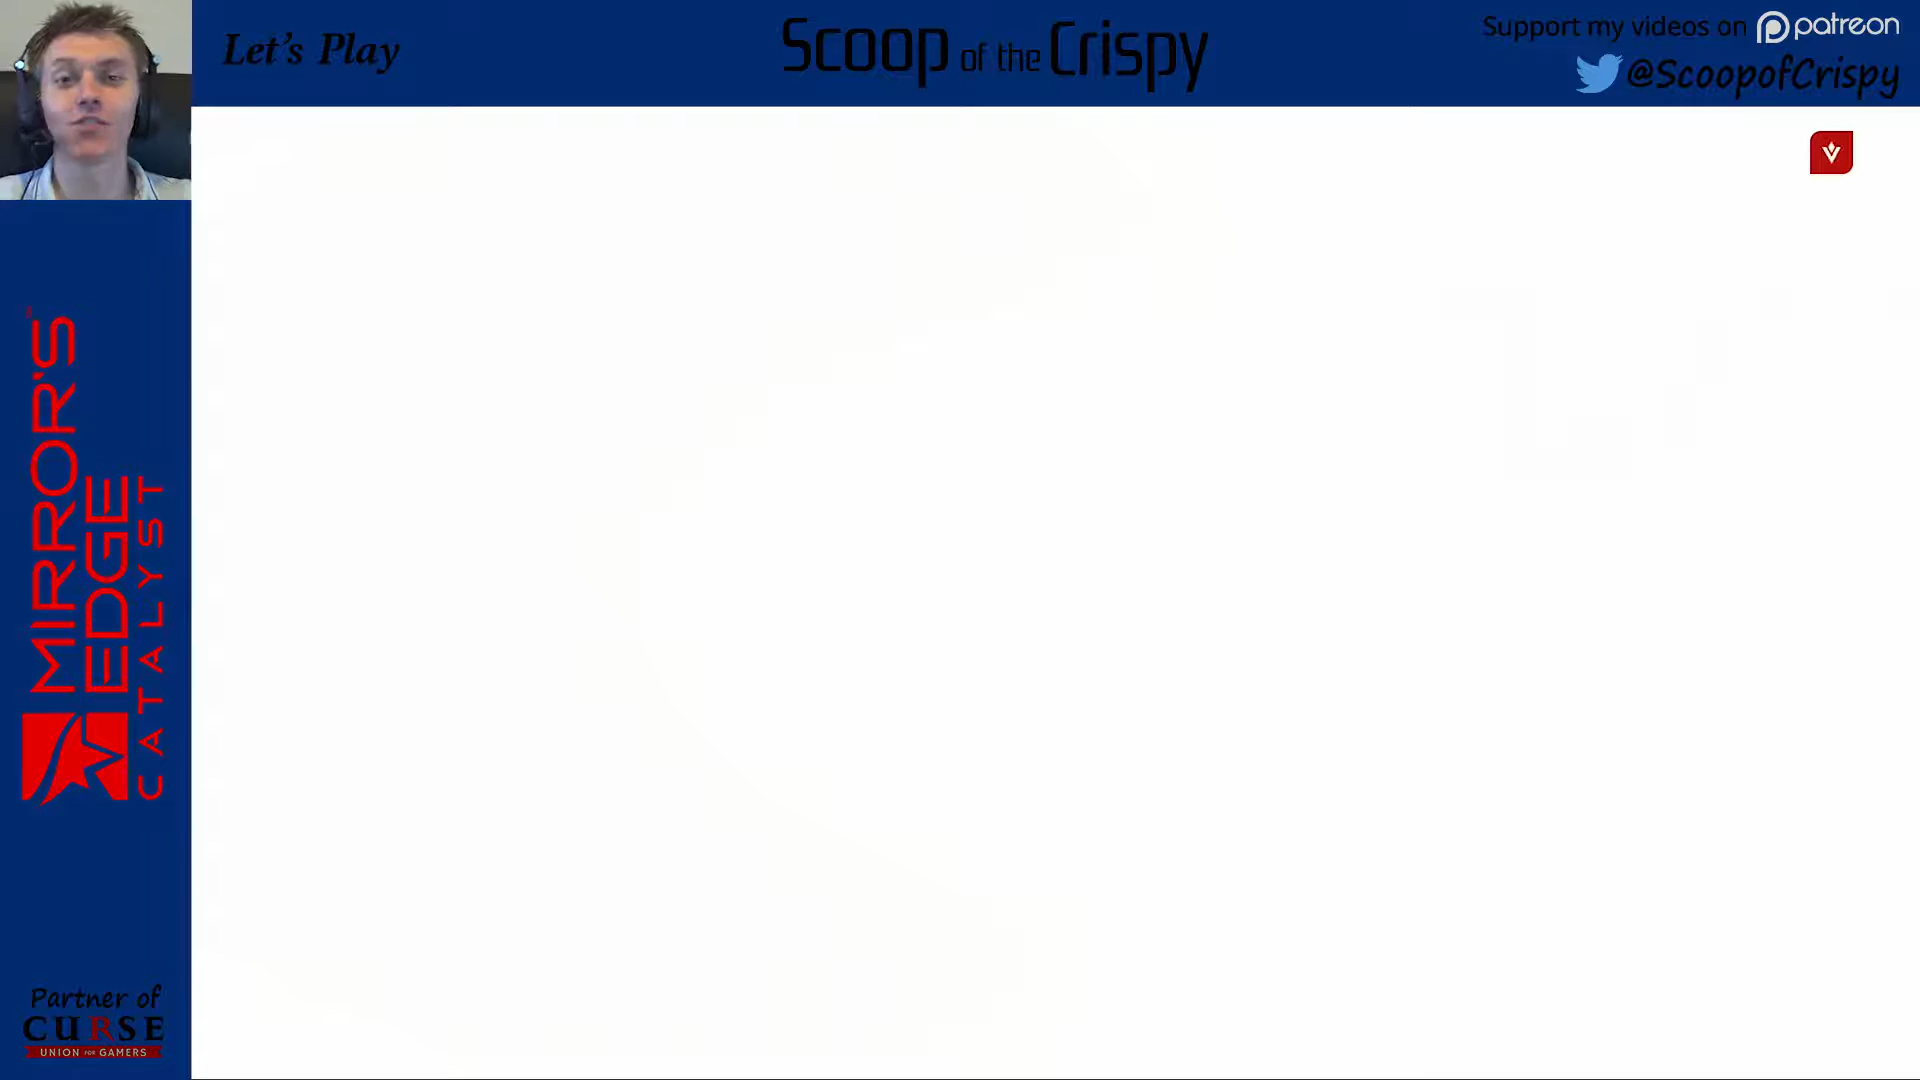 Let's Play
Scoop of the Crispy
Support my videos on patreon
@ScoopofCrispy
MIRROR'S
EDGE
CATALYST
Partner of
CURSE
UNION FOR GAMERS